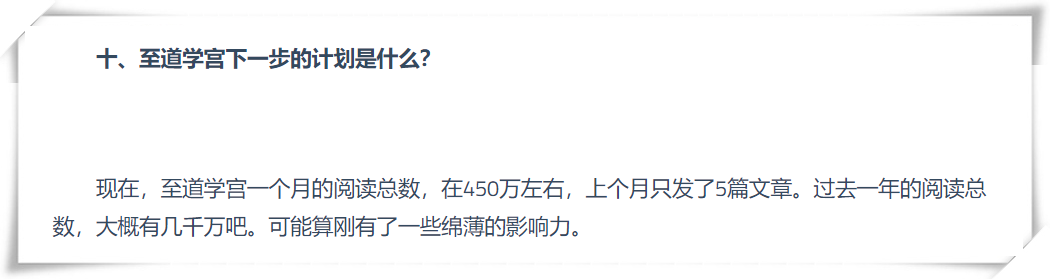 十、至道学宫下一步的计划是什么？
现在，至道学宫一个月的阅读总数，在450万左右，上个月只发了5篇文章。过去一年的阅读总
数，大概有几千万吧。可能算刚有了一些绵薄的影响力。